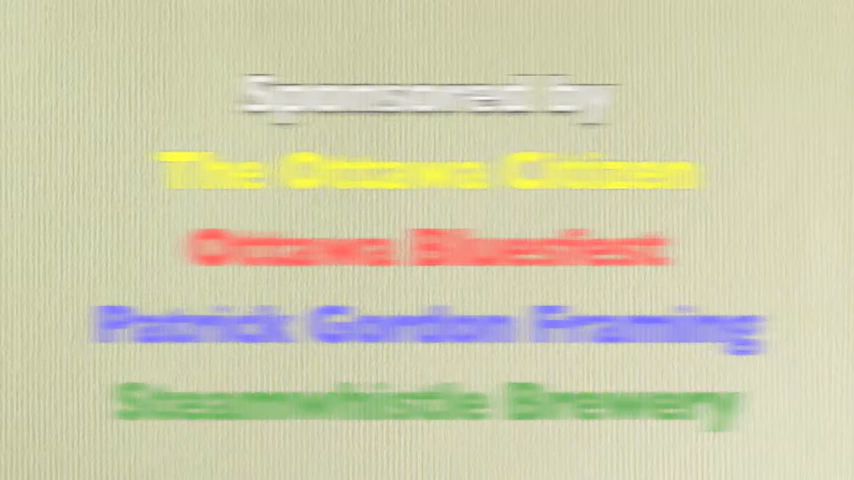 Sponsored by
The Ottawa Citizen
Ottawa Bluesfest
Patrick Gordon Framing
Steamwhistle Brewery